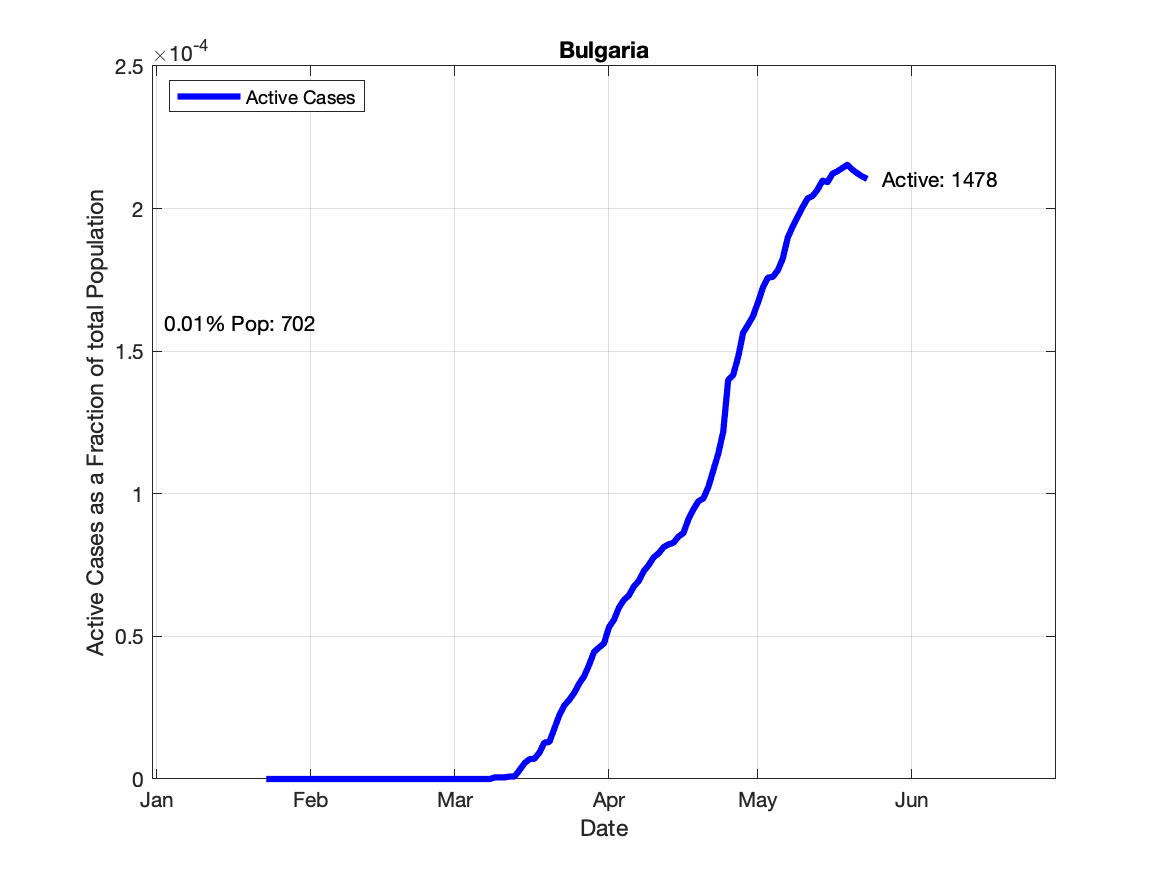 Bulgaria
×10^-4
2.5
2
1.5
1
0.5
0
Active Cases
Active: 1478
0.01% Pop: 702
Active Cases as a Fraction of total Population
Jan Feb Mar Apr May Jun
Date